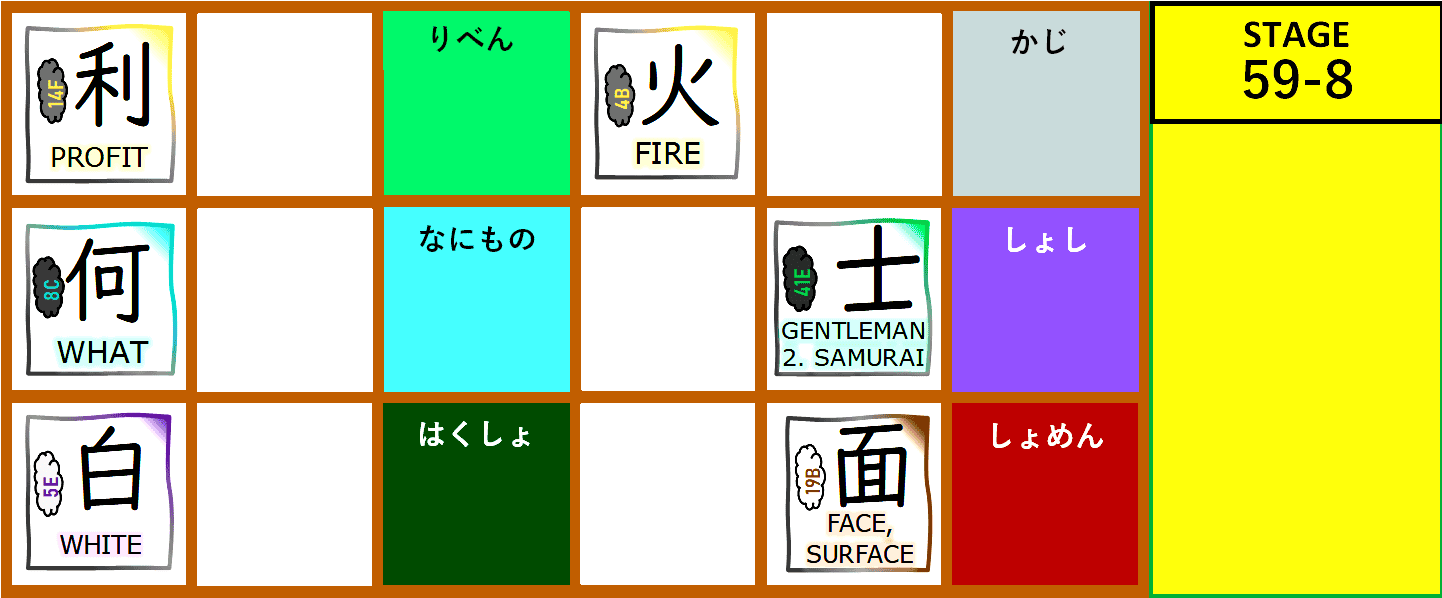 14F
利
PROFIT
りべん
4B
火
FIRE
かじ
STAGE
59-8
8C
何
WHAT
なにもの
41E
士
GENTLEMAN
2. SAMURAI
しょし
5E
白
WHITE
はくしょ
19B
面
FACE,
SURFACE
しょめん